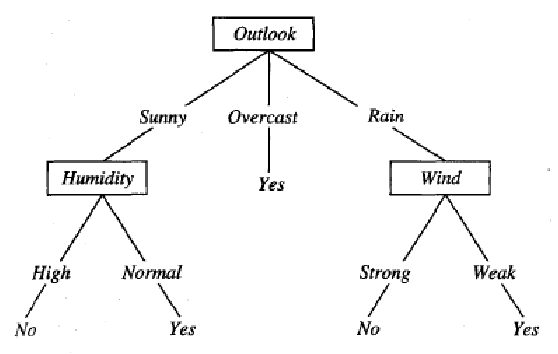 Outlook
Sunny Overcast Rain
Humidity Yes Wind
High Normal Strong Weak
No Yes No Yes